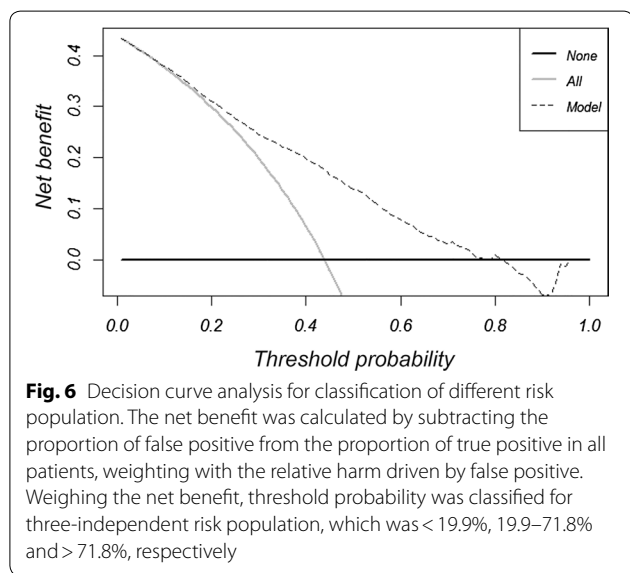 Net benefit
0.4
0.3
0.2
0.1
0.0
None
All
Model
0.0 0.2 0.4 0.6 0.8 1.0
Threshold probability
Fig. 6 Decision curve analysis for classification of different risk
population. The net benefit was calculated by subtracting the
proportion of false positive from the proportion of true positive in all
patients, weighting with the relative harm driven by false positive.
Weighing the net benefit, threshold probability was classified for
three-independent risk population, which was < 19.9%, 19.9–71.8%
and > 71.8%, respectively